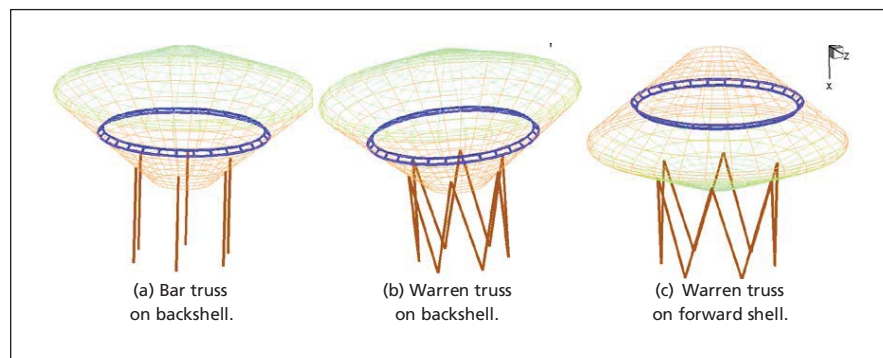 z
x
(a) Bar truss
on backshell.
(b) Warren truss
on backshell.
(c) Warren truss
on forward shell.